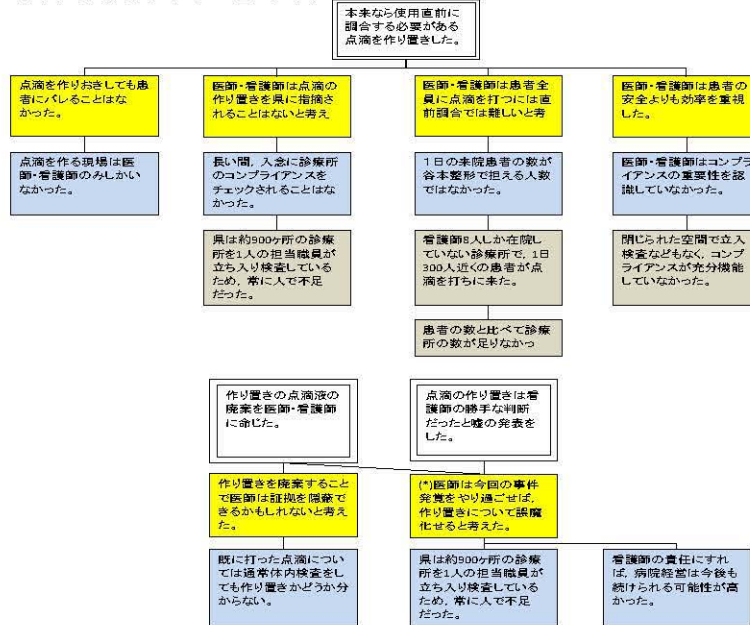 本来なら使用直前に
調合する必要がある
点滴を作り置きした。
点滴を作りおきしても患
者にバレることはな
かった。
医師・看護師は点滴の
作り置きを県に指摘さ
れることはないと考え
医師・看護師は患者全
員に点滴を打つには直
前調合では難しいと考
医師・看護師は患者の
安全よりも効率を重視
した。
点滴を作る現場は医
師・看護師のみしかい
なかった。
長い間，入念に診療所
のコンプライアンスを
チェックされることはな
かった。
1日の来院患者の数が
谷本整形で担える人数
ではなかった。
医師・看護師はコンプラ
イアンスの重要性を認
識していなかった。
県は約900ヶ所の診療
所を1人の担当職員が
立ち入り検査している
ため，常に人で不足
だった。
看護師8人しか在院し
ていない診療所で，1日
300人近くの患者が点
滴を打ちに来た。
閉じられた空間で立入
検査などもなく，コンプ
ライアンスが充分機能
していなかった。
患者の数と比べて診療
所の数が足りなかっ
作り置きの点滴液の
廃棄を医師・看護師
に命じた。
点滴の作り置きは看
護師の勝手な判断
だったと嘘の発表を
した。
作り置きを廃棄すること
で医師は証拠を隠蔽で
きるかもしれないと考え
た。
(*)医師は今回の事件
発覚をやり過ごせば，
作り置きについて誤魔
化せると考えた。
既に打った点滴につい
ては通常体内検査をし
ても作り置きかどうか分
からない。
県は約900ヶ所の診療
所を1人の担当職員が
立ち入り検査している
ため，常に人で不足
だった。
看護師の責任にすれ
ば，病院経営は今後も
続けられる可能性が高
かった。